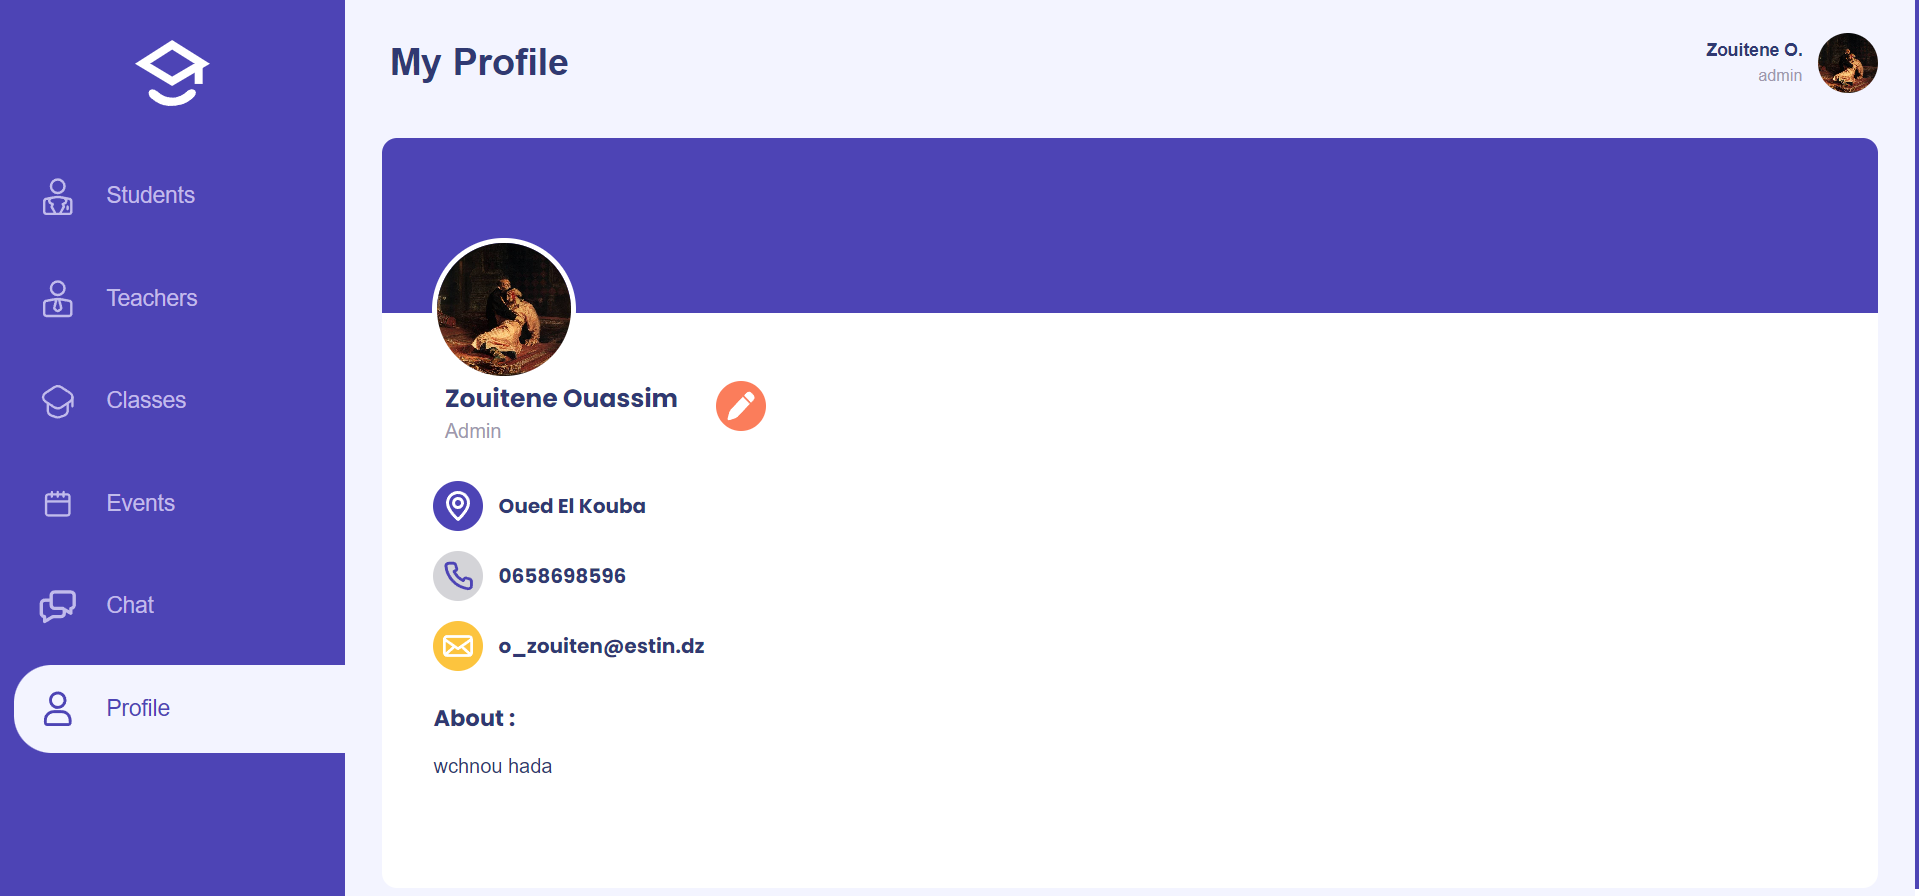 My Profile
Zouitene O.
admin
Students
Teachers
Classes
Events
Chat
Profile
Zouitene Ouassim
Admin
Oued El Kouba
0658698596
o_zouiten@estin.dz
About :
wchnou hada